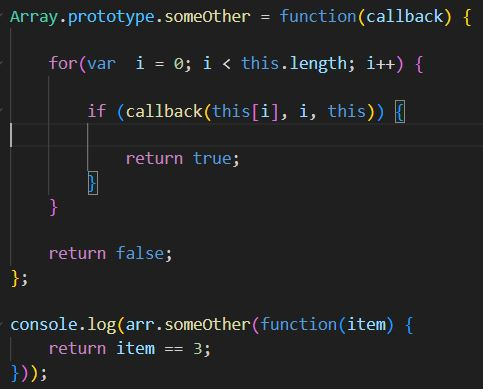 Array.prototype.someOther = function(callback) {
for(var  i = 0; i < this.length; i++) {
if (callback(this[i], i, this)) {
return true;
}
}
return false;
};
console.log(arr.someOther(function(item) {
return item == 3;
}));